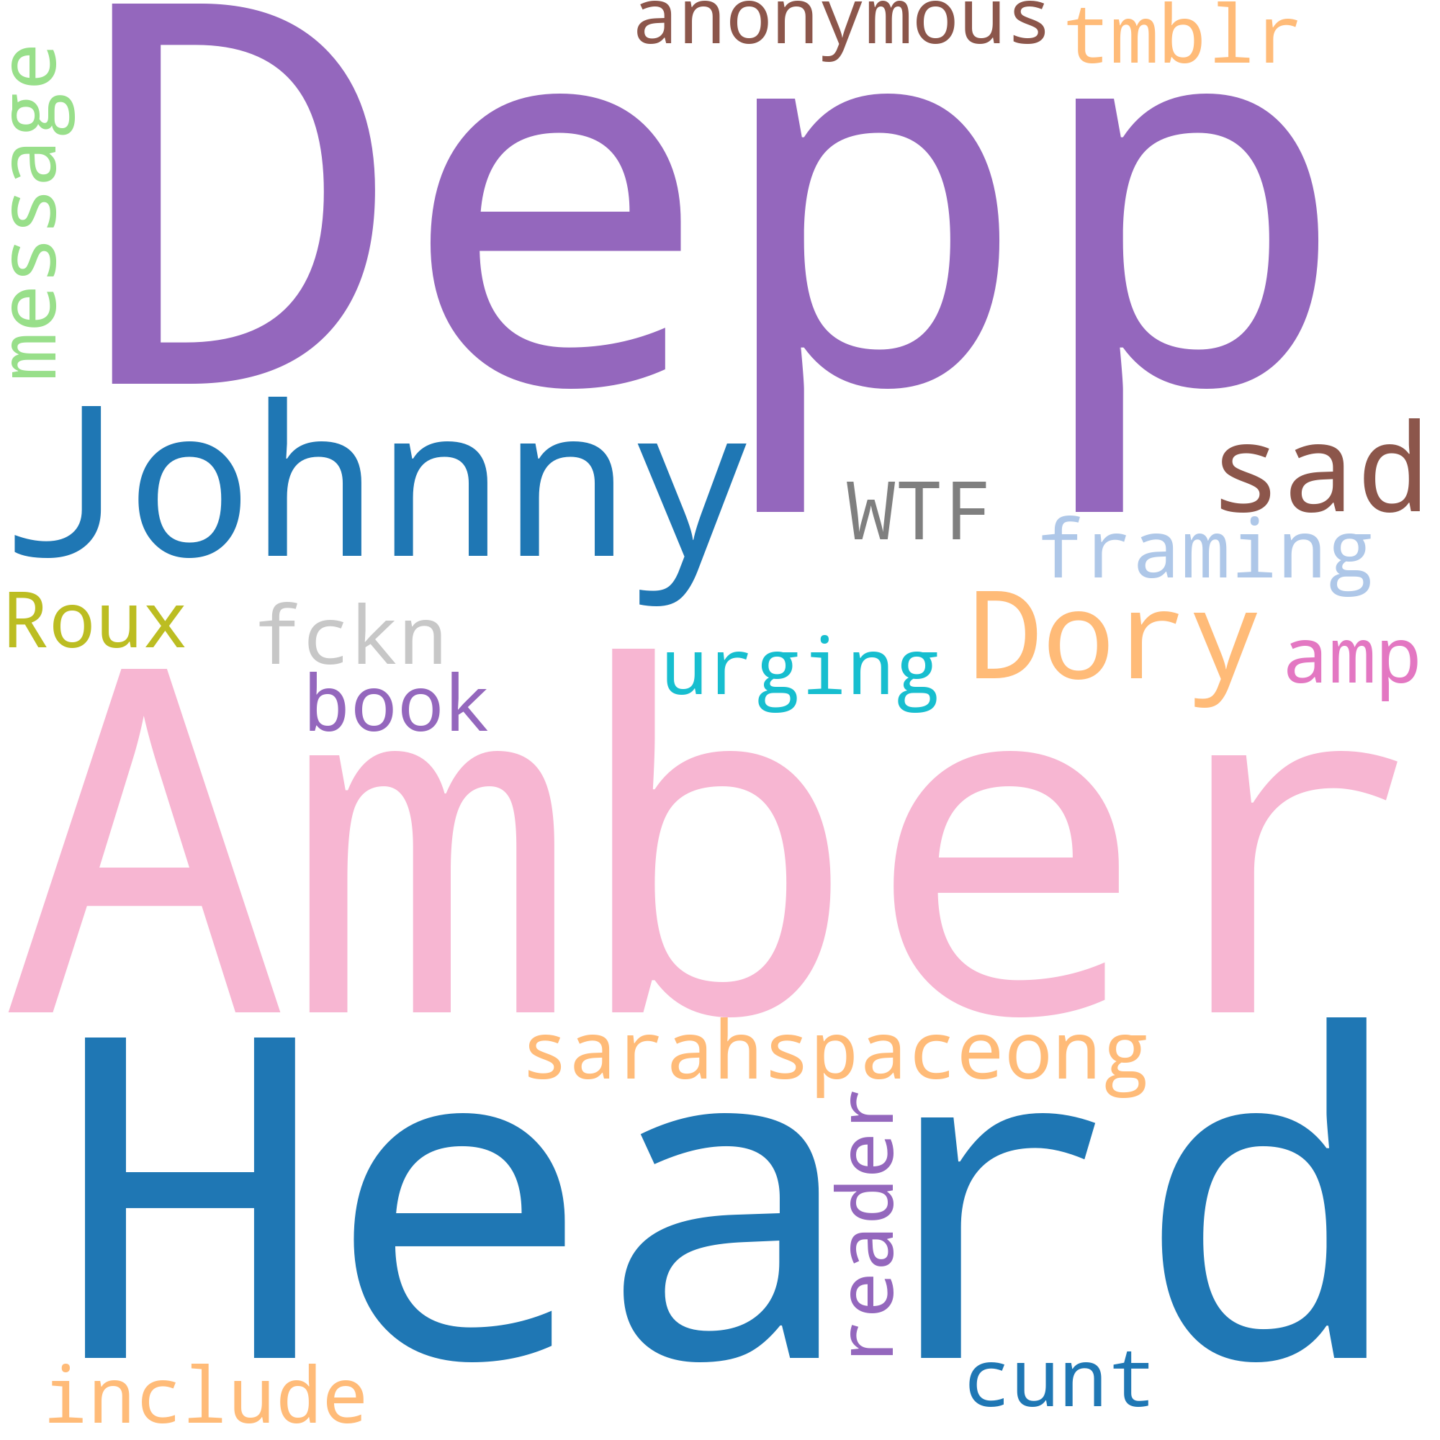 anonymous
tmblr
message
Depp
Johnny
sad
WTF
framing
Roux
fckn
Dory
urging
amp
book
Amber
sarahspaceong
Heard
reader
include
cunt